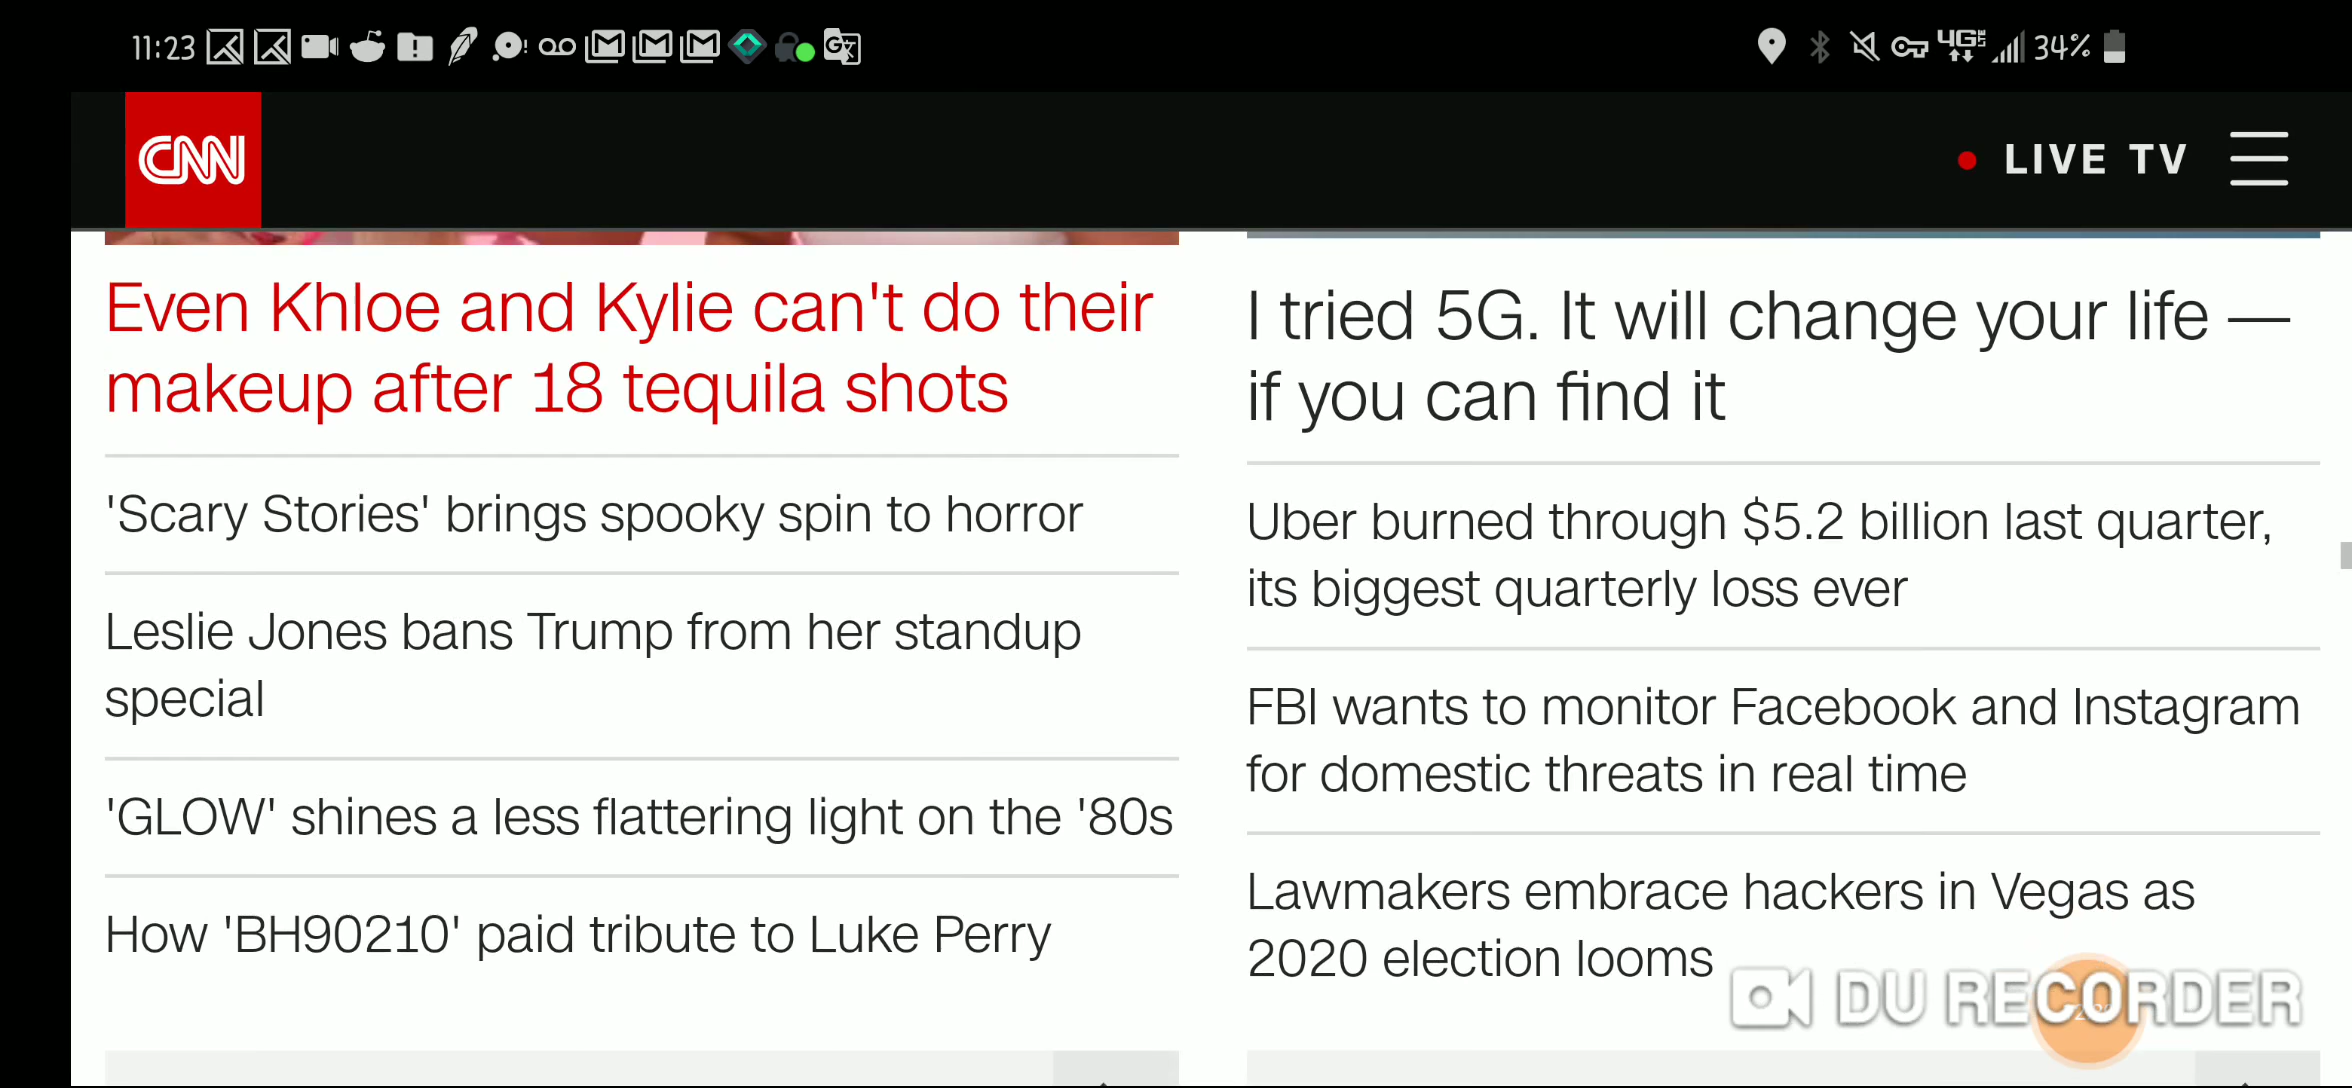 11:23
4G LTE 34%
CNN
LIVE TV
Even Khloe and Kylie can't do their
makeup after 18 tequila shots
'Scary Stories' brings spooky spin to horror
Leslie Jones bans Trump from her standup
special
'GLOW' shines a less flattering light on the '80s
How 'BH90210' paid tribute to Luke Perry
I tried 5G. It will change your life —
if you can find it
Uber burned through $5.2 billion last quarter,
its biggest quarterly loss ever
FBI wants to monitor Facebook and Instagram
for domestic threats in real time
Lawmakers embrace hackers in Vegas as
2020 election looms
DU RECORDER